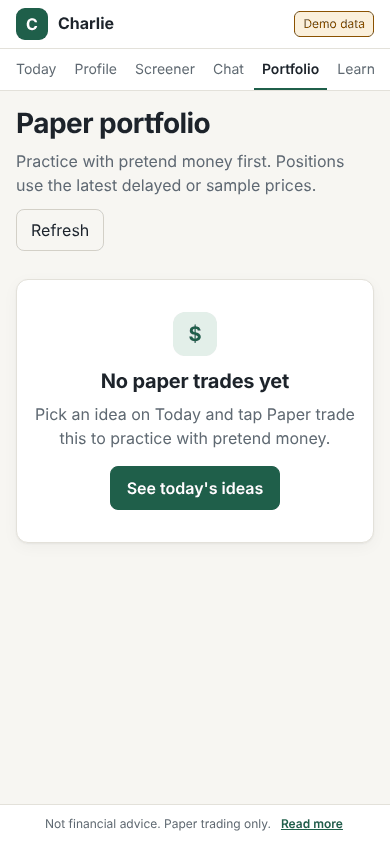 C Charlie Demo data
Today Profile Screener Chat Portfolio Learn
Paper portfolio
Practice with pretend money first. Positions
use the latest delayed or sample prices.
Refresh
$
No paper trades yet
Pick an idea on Today and tap Paper trade
this to practice with pretend money.
See today's ideas
Not financial advice. Paper trading only. Read more